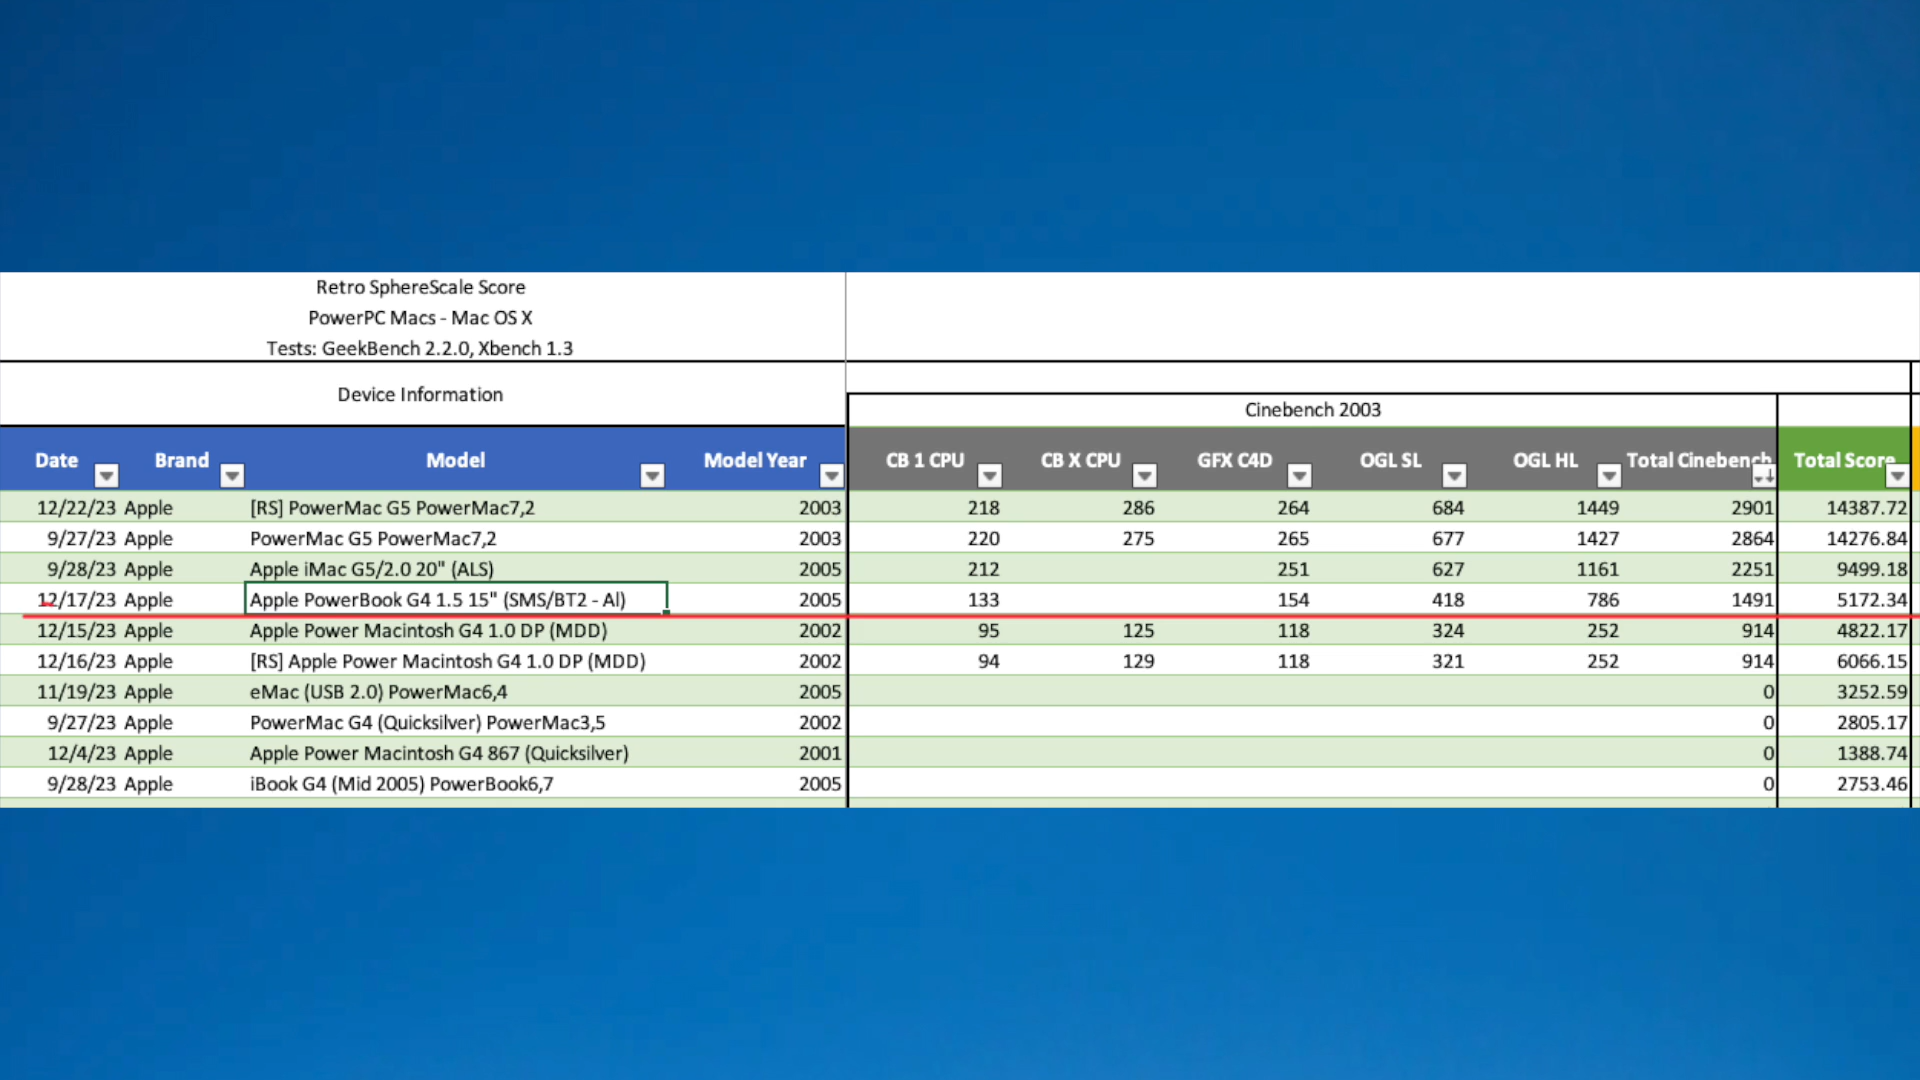 Retro SphereScale Score
PowerPC Macs - Mac OS X
Tests: GeekBench 2.2.0, Xbench 1.3
Device Information
Cinebench 2003
Date Brand Model Model Year CB 1 CPU CB X CPU GFX C4D OGL SL OGL HL Total Cinebench Total Score
12/22/23 Apple [RS] PowerMac G5 PowerMac7,2 2003 218 286 264 684 1449 2901 14387.72
9/27/23 Apple PowerMac G5 PowerMac7,2 2003 220 275 265 677 1427 2864 14276.84
9/28/23 Apple Apple iMac G5/2.0 20" (ALS) 2005 212 251 627 1161 2251 9499.18
12/17/23 Apple Apple PowerBook G4 1.5 15" (SMS/BT2 - Al) 2005 133 154 418 786 1491 5172.34
12/15/23 Apple Apple Power Macintosh G4 1.0 DP (MDD) 2002 95 125 118 324 252 914 4822.17
12/16/23 Apple [RS] Apple Power Macintosh G4 1.0 DP (MDD) 2002 94 129 118 321 252 914 6066.15
11/19/23 Apple eMac (USB 2.0) PowerMac6,4 2005 0 3252.59
9/27/23 Apple PowerMac G4 (Quicksilver) PowerMac3,5 2002 0 2805.17
12/4/23 Apple Apple Power Macintosh G4 867 (Quicksilver) 2001 0 1388.74
9/28/23 Apple iBook G4 (Mid 2005) PowerBook6,7 2005 0 2753.46